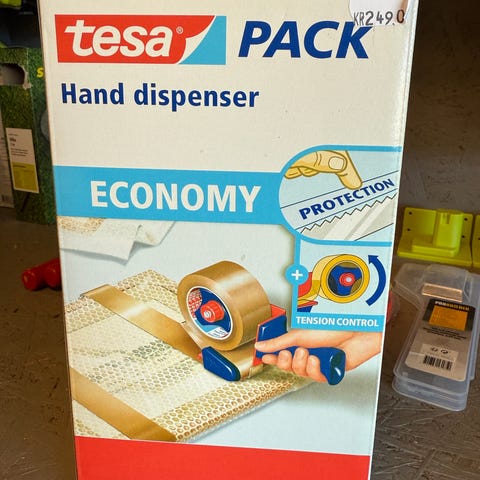 tesa® PACK
KR249.0
Hand dispenser
ECONOMY
PROTECTION
+
TENSION CONTROL